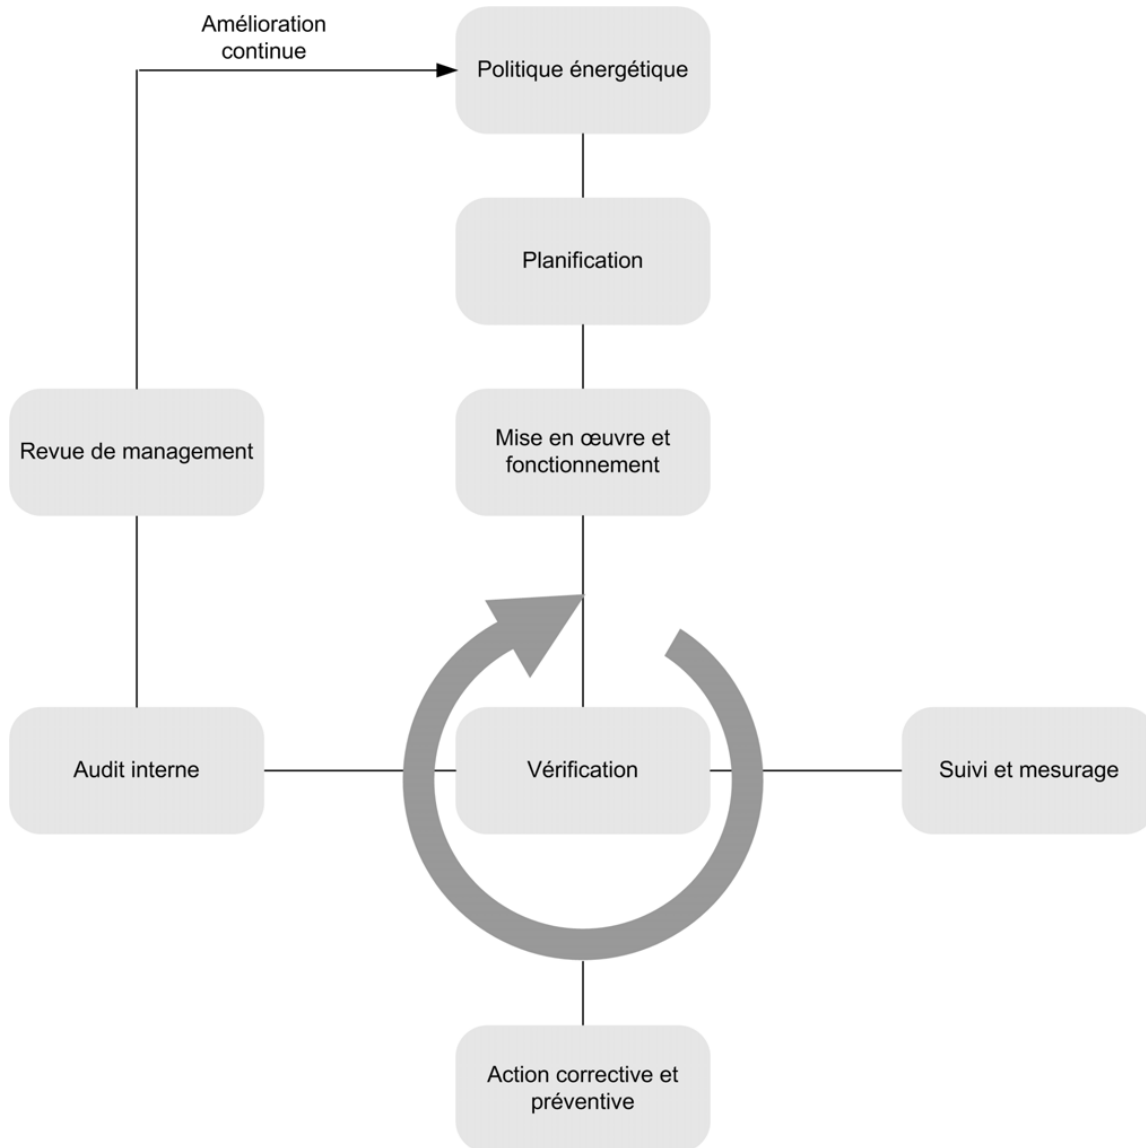 Amélioration
continue
Politique énergétique
Planification
Revue de management
Mise en œuvre et
fonctionnement
Audit interne
Vérification
Suivi et mesurage
Action corrective et
préventive